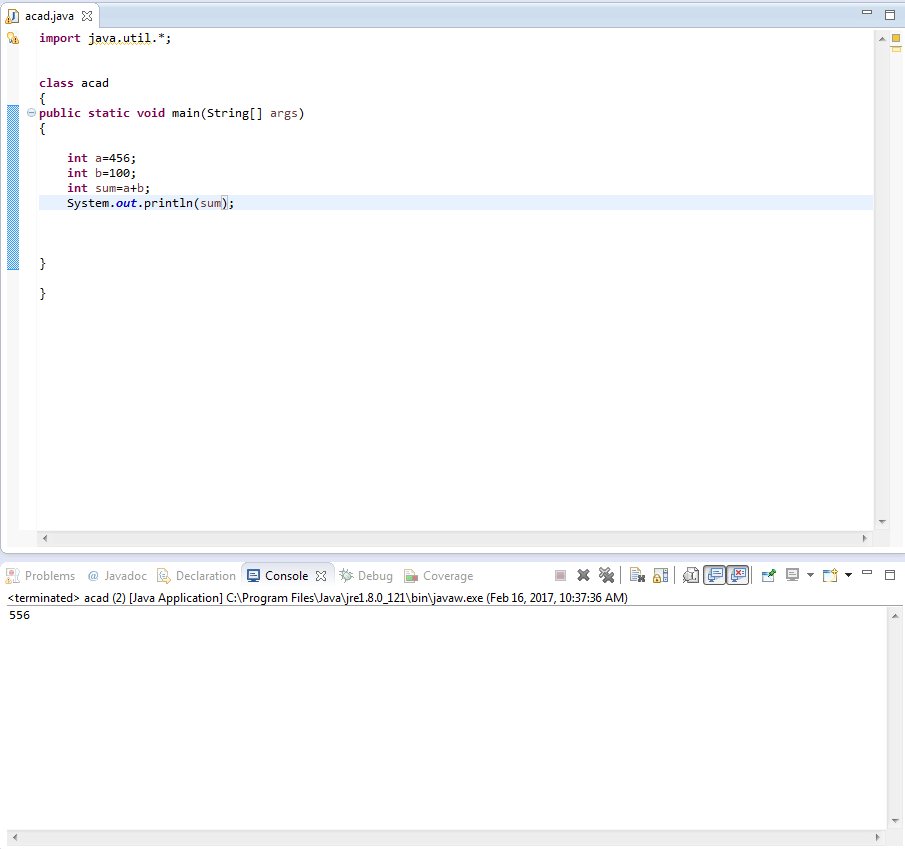 acad.java
import java.util.*;
class acad
{
public static void main(String[] args)
{
int a=456;
int b=100;
int sum=a+b;
System.out.println(sum);
}
}
Problems @ Javadoc Declaration Console Debug Coverage
<terminated> acad (2) [Java Application] C:\Program Files\Java\jre1.8.0_121\bin\javaw.exe (Feb 16, 2017, 10:37:36 AM)
556